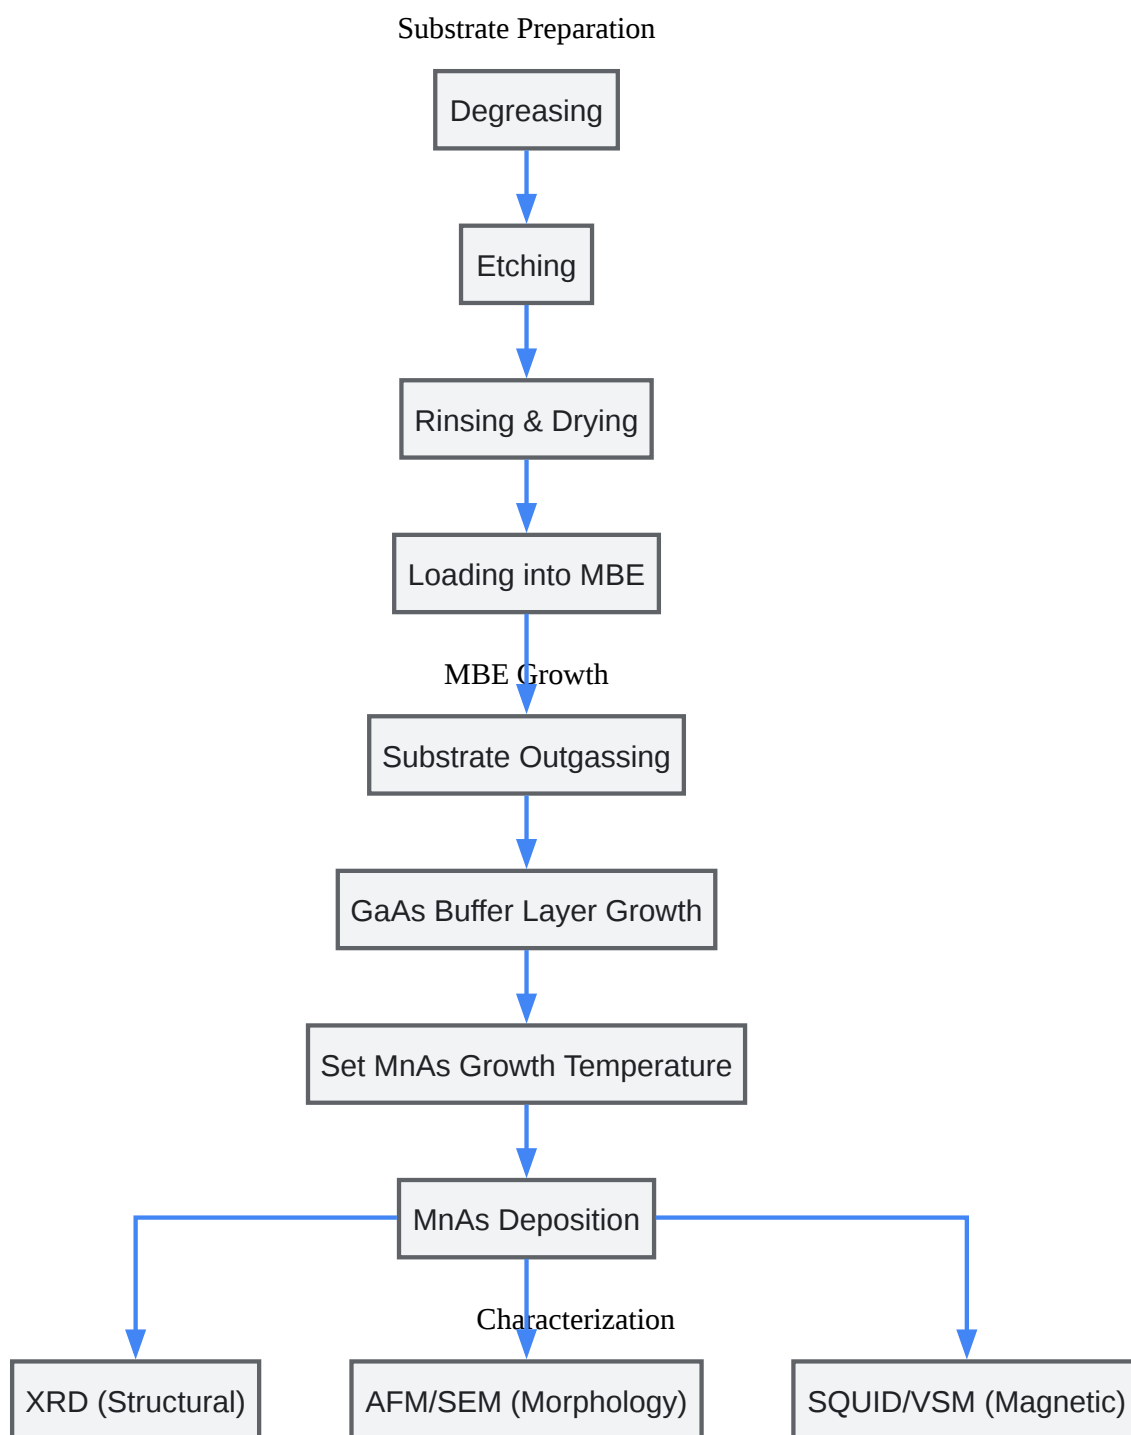 Substrate Preparation
Degreasing
Etching
Rinsing & Drying
Loading into MBE
MBE Growth
Substrate Outgassing
GaAs Buffer Layer Growth
Set MnAs Growth Temperature
MnAs Deposition
Characterization
XRD (Structural)
AFM/SEM (Morphology)
SQUID/VSM (Magnetic)